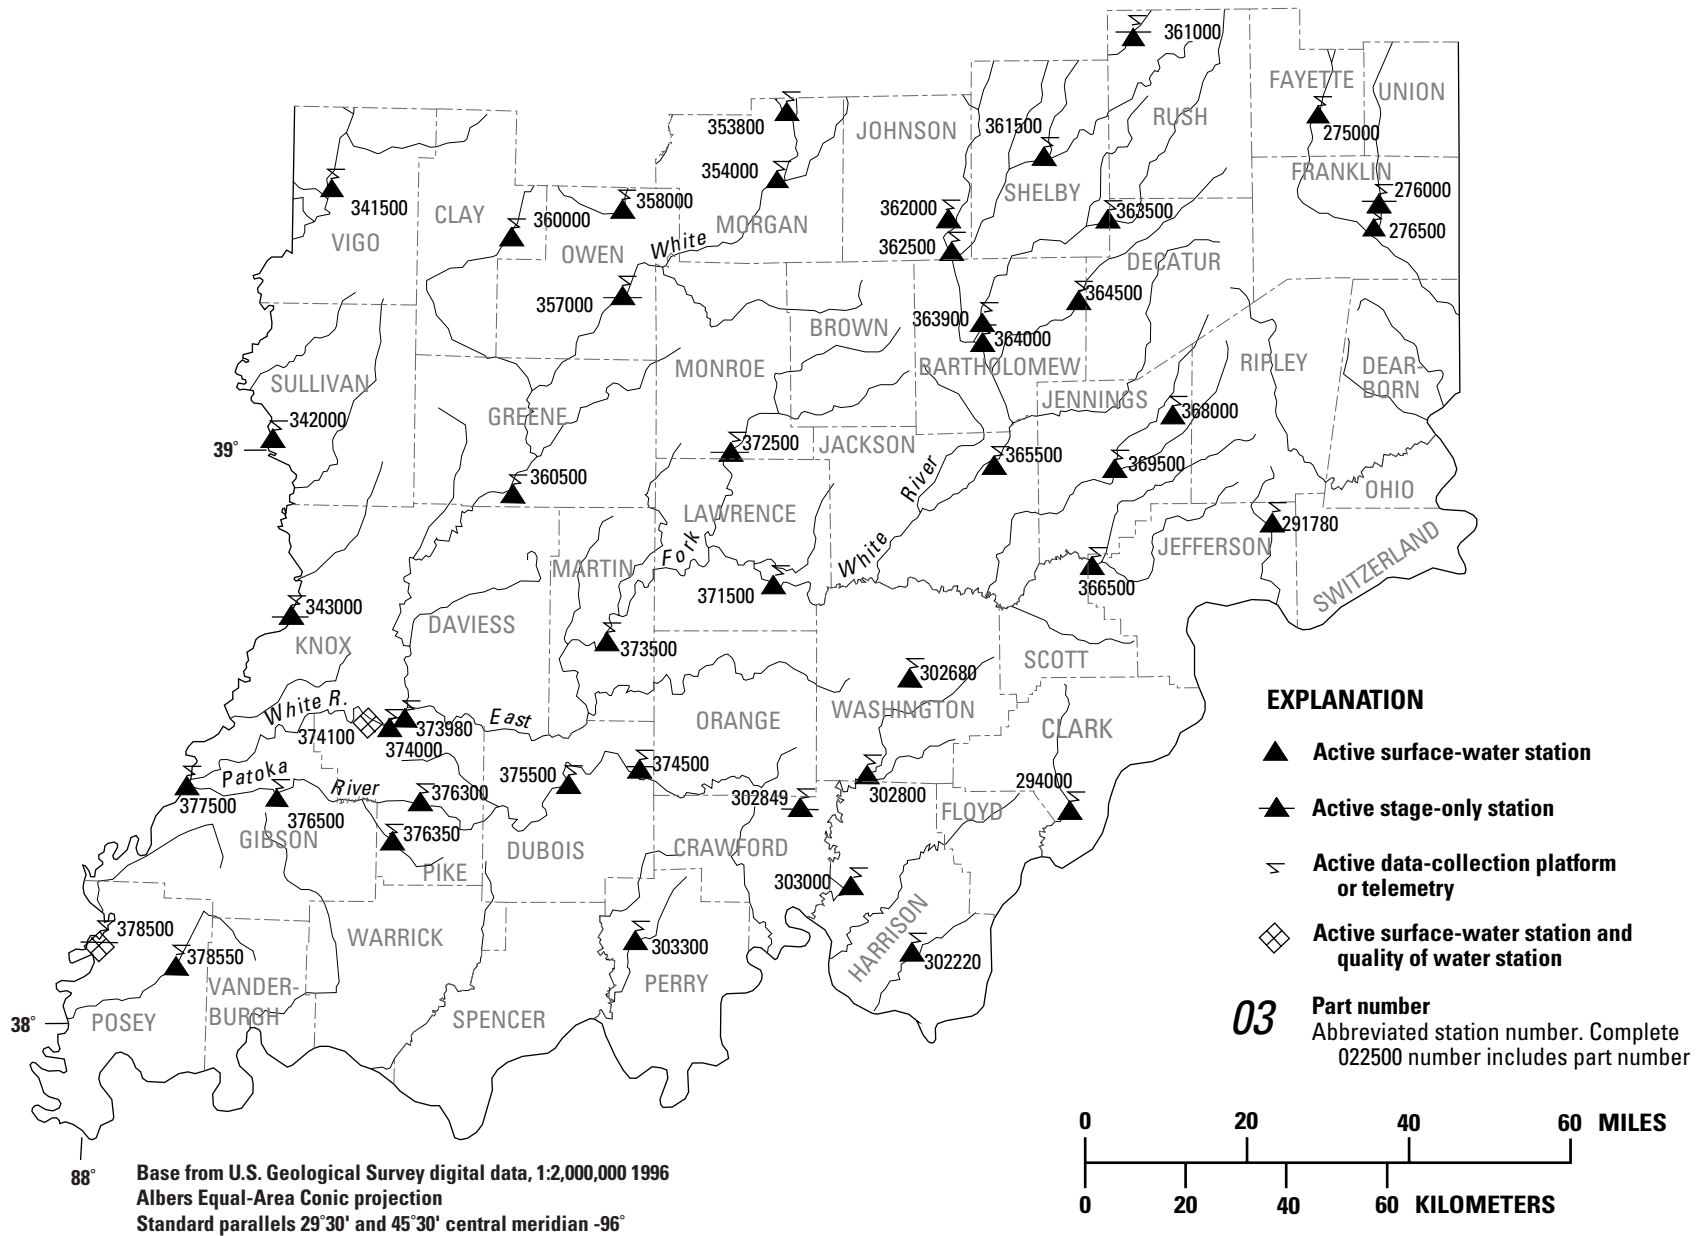 361000
FAYETTE
UNION
353800
JOHNSON
361500
RUSH
275000
354000
341500
CLAY
360000
358000
MORGAN
362000
SHELBY
363500
FRANKLIN
276000
VIGO
OWEN
White
362500
276500
DECATUR
357000
364500
363900
BROWN
364000
MONROE
BARTHOLOMEW
RIPLEY
DEAR-
BORN
SULLIVAN
JENNINGS
342000
GREENE
368000
39°
372500
JACKSON
365500
369500
360500
River
OHIO
LAWRENCE
291780
Fork
White
JEFFERSON
SWITZERLAND
MARTIN
371500
366500
343000
DAVIESS
KNOX
373500
SCOTT
302680
White R.
East
ORANGE
WASHINGTON
CLARK
374100
373980
374000
Patoka
River
375500
374500
294000
377500
376300
302849
302800
376500
FLOYD
GIBSON
376350
DUBOIS
CRAWFORD
PIKE
303000
378500
WARRICK
303300
HARRISON
378550
302220
VANDER-
BURGH
PERRY
38°
POSEY
SPENCER
88°
EXPLANATION
Active surface-water station
Active stage-only station
Active data-collection platform
or telemetry
Active surface-water station and
quality of water station
03 Part number
Abbreviated station number. Complete
022500 number includes part number
0 20 40 60 MILES
0 20 40 60 KILOMETERS
Base from U.S. Geological Survey digital data, 1:2,000,000 1996
Albers Equal-Area Conic projection
Standard parallels 29°30' and 45°30' central meridian -96°